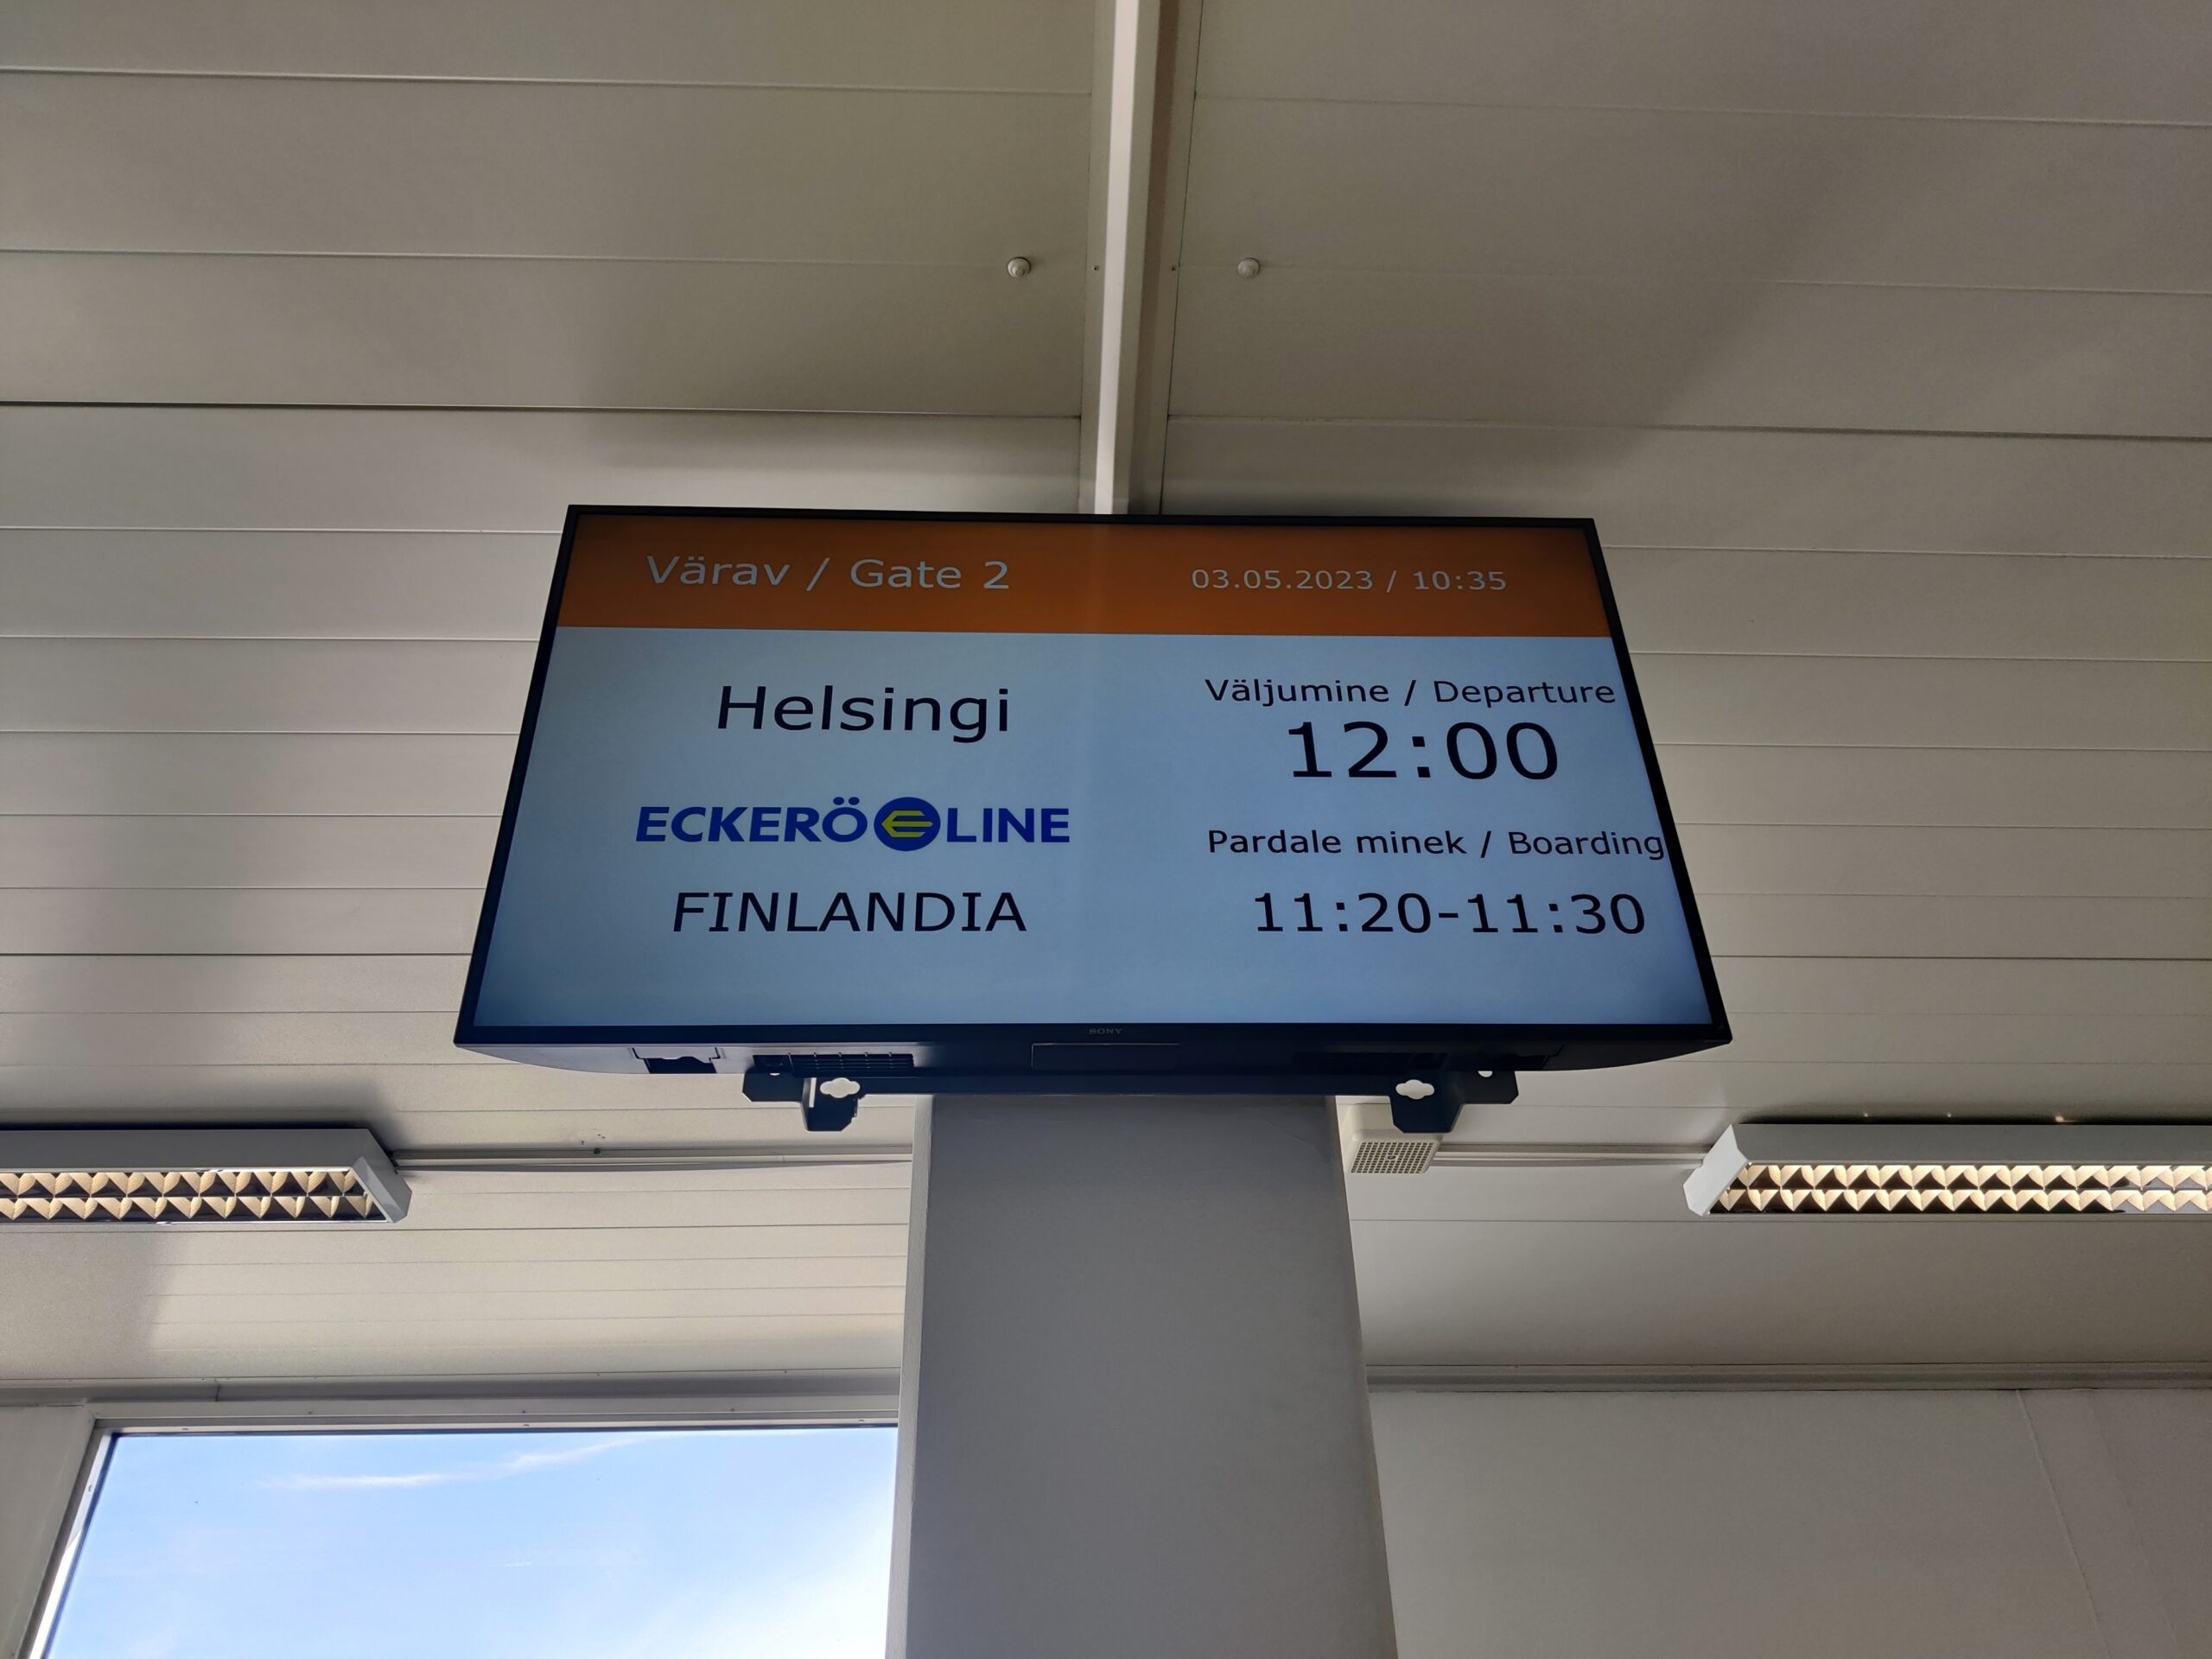 Värav / Gate 2
03.05.2023 / 10:35
Helsingi
ECKERÖ LINE
FINLANDIA
Väljumine / Departure
12:00
Pardale minek / Boarding
11:20-11:30
SONY